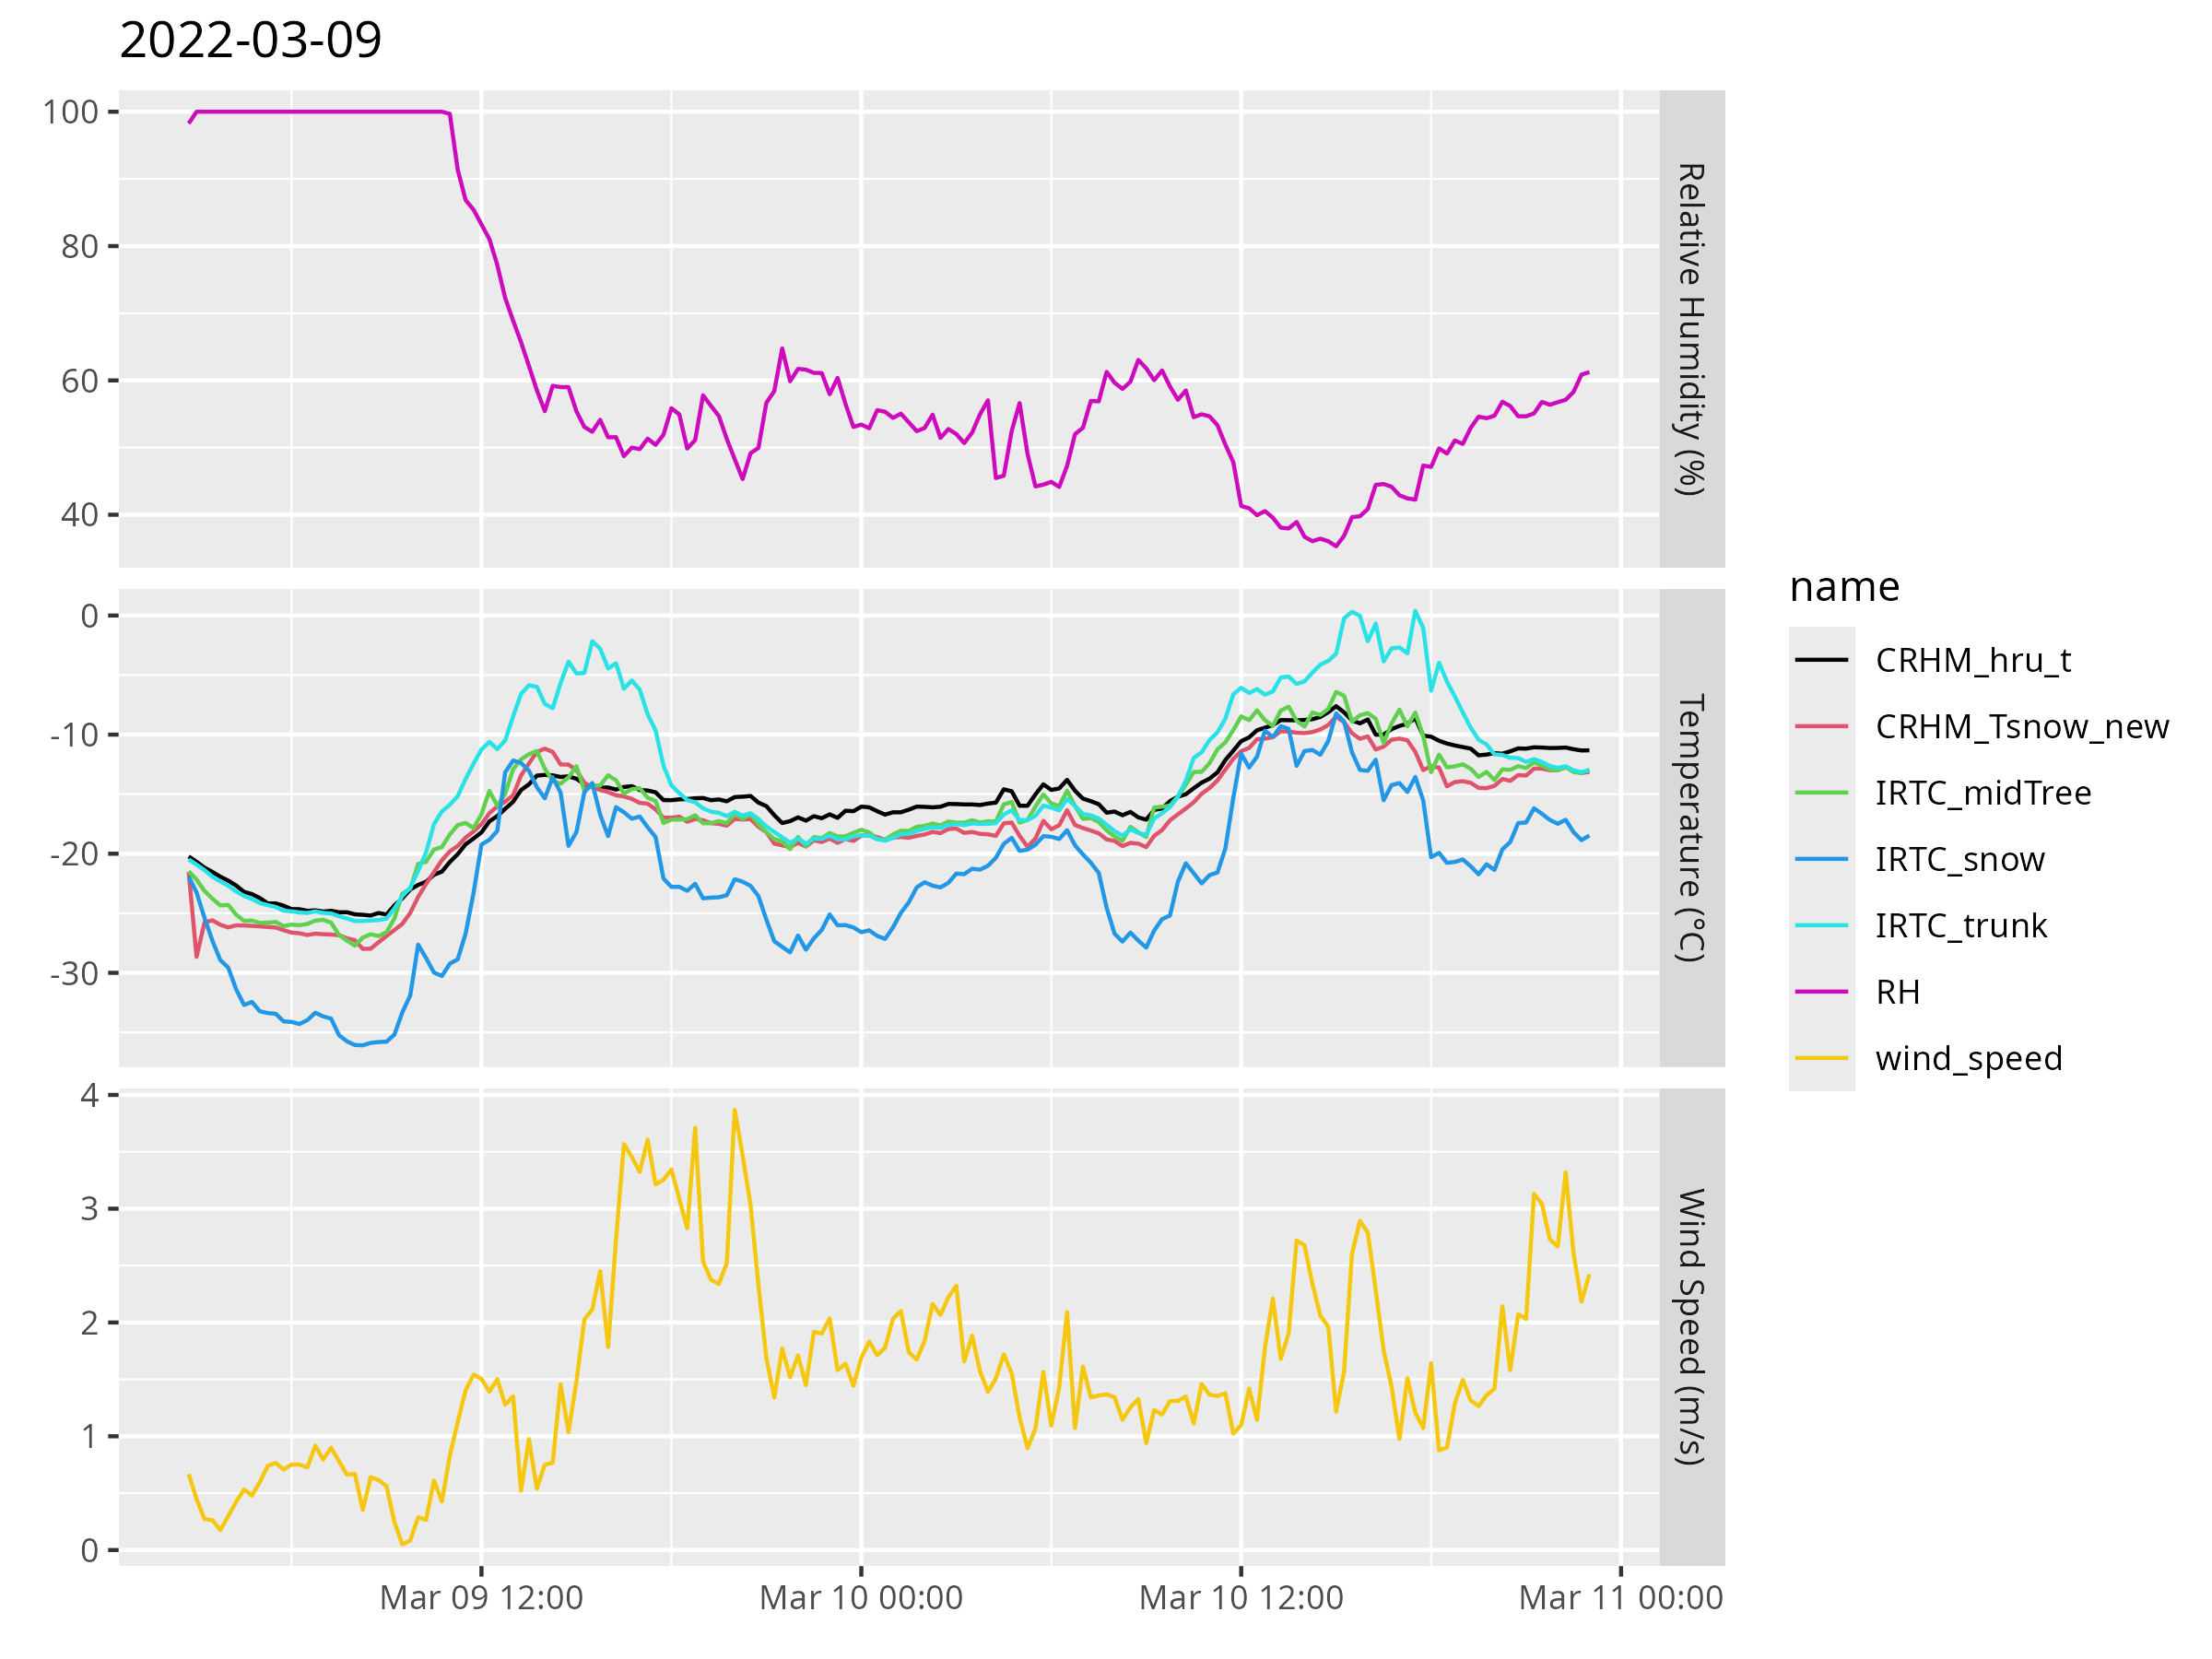 2022-03-09
100
80
60
40
Relative Humidity (%)
0
-10
-20
-30
Temperature (°C)
4
3
2
1
0
Wind Speed (m/s)
Mar 09 12:00
Mar 10 00:00
Mar 10 12:00
Mar 11 00:00
name
CRHM_hru_t
CRHM_Tsnow_new
IRTC_midTree
IRTC_snow
IRTC_trunk
RH
wind_speed